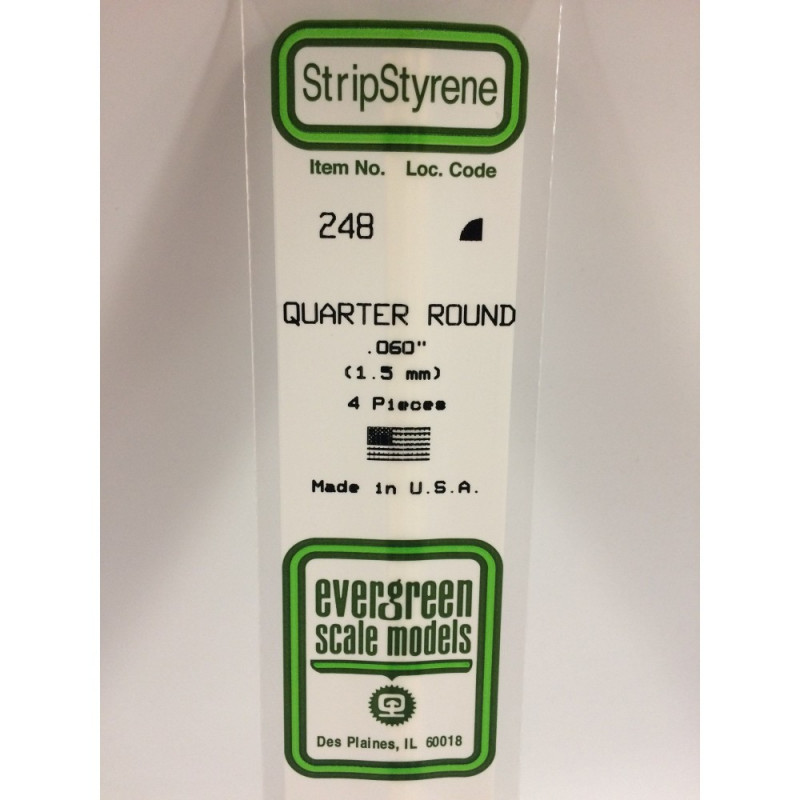 StripStyrene
Item No. Loc. Code
248
QUARTER ROUND
.060"
(1.5 mm)
4 Pieces
Made in U.S.A.
evergreen
scale models
Des Plaines, IL 60018